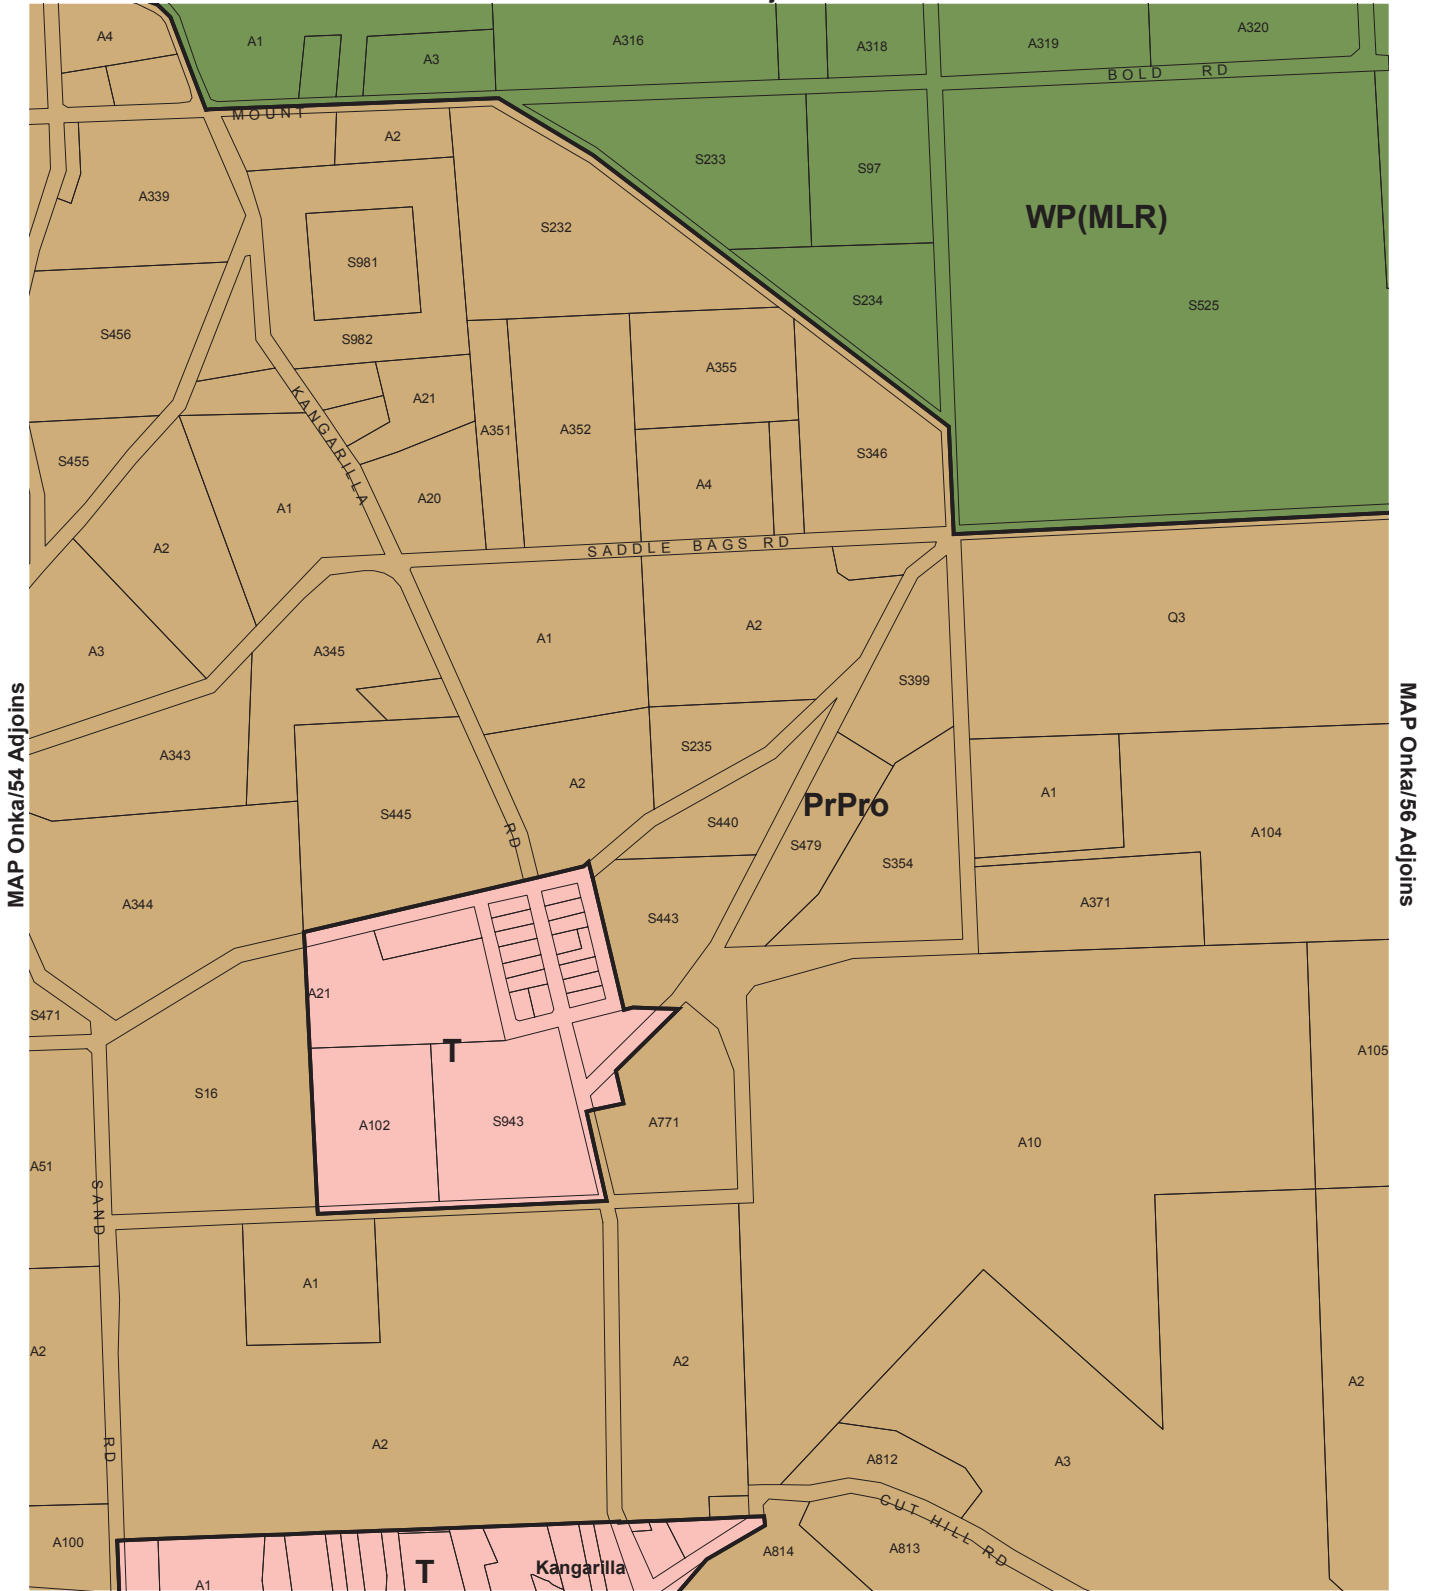 A4
A1
A3
A316
A318
A319
A320
BOLD RD
MOUNT
A2
S233
S97
A339
WP(MLR)
S232
S981
S234
S525
S456
S982
A355
A21
KANGARILLA
A351
A352
S346
S455
A4
A20
A1
A2
SADDLE BAGS RD
Q3
A1
A2
A3
A345
S399
MAP Onka/54 Adjoins
MAP Onka/56 Adjoins
S235
A343
A2
A1
PrPro
S445
S440
RD
A104
S479
S354
A344
A371
S443
A21
S471
T
A105
S16
S943
A102
A771
A10
A51
SAND
A1
A2
A2
A2
A2
RD
A812
A3
CUT HILL RD
A100
A814
A813
T
Kangarilla
A1